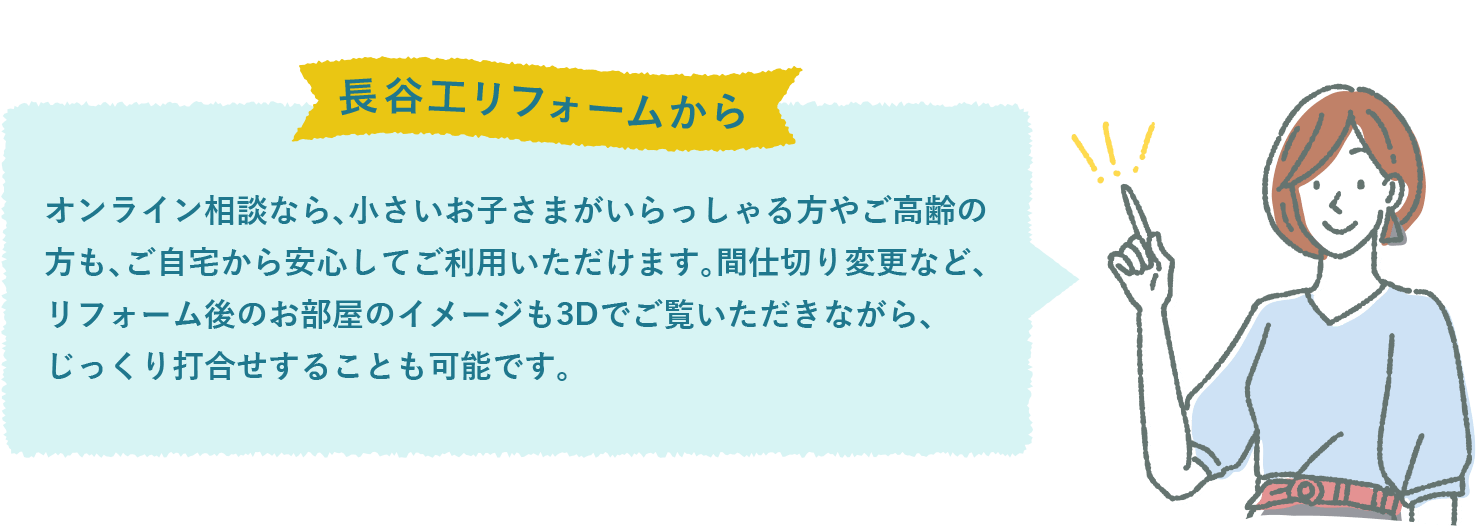 長谷工リフォームから
オンライン相談なら、小さいお子さまがいらっしゃる方やご高齢の
方も、ご自宅から安心してご利用いただけます。間仕切り変更など、
リフォーム後のお部屋のイメージも3Dでご覧いただきながら、
じっくり打合せすることも可能です。